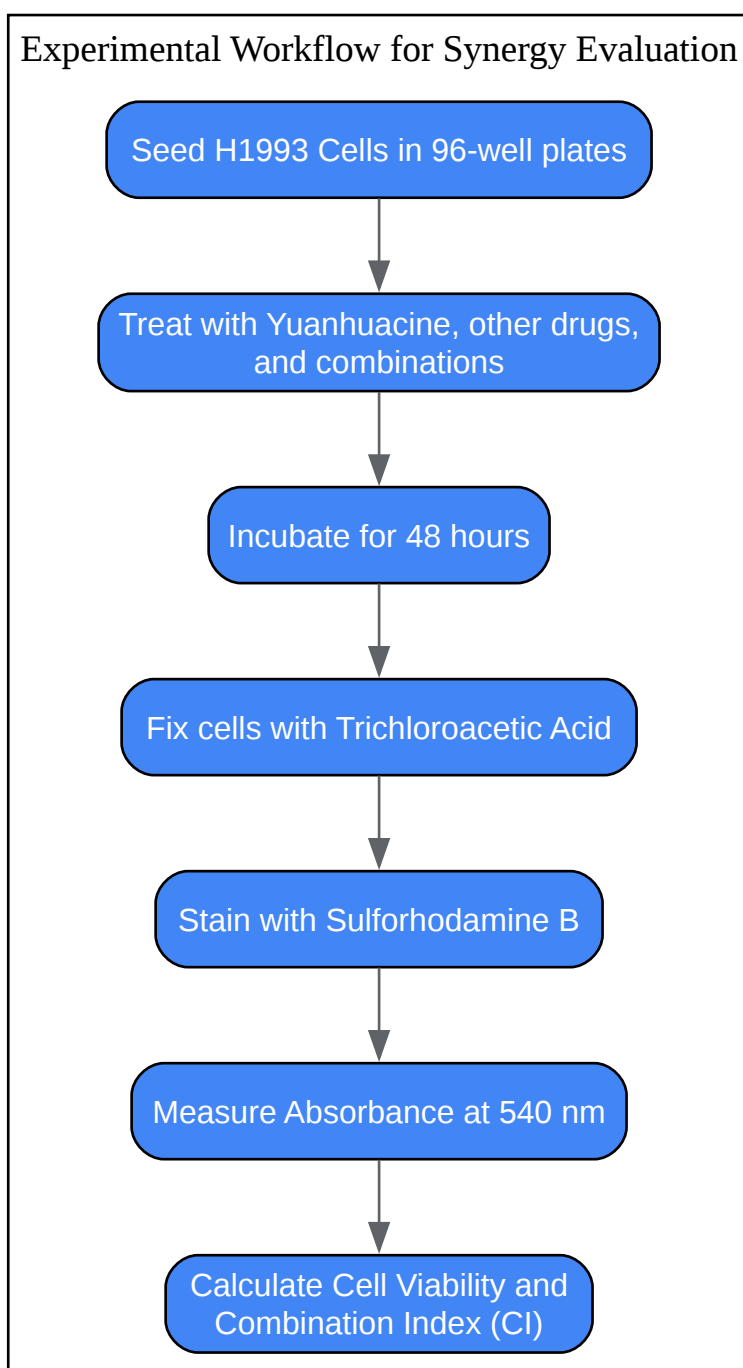 Experimental Workflow for Synergy Evaluation
Seed H1993 Cells in 96-well plates
Treat with Yuanhuacine, other drugs,
and combinations
Incubate for 48 hours
Fix cells with Trichloroacetic Acid
Stain with Sulforhodamine B
Measure Absorbance at 540 nm
Calculate Cell Viability and
Combination Index (CI)